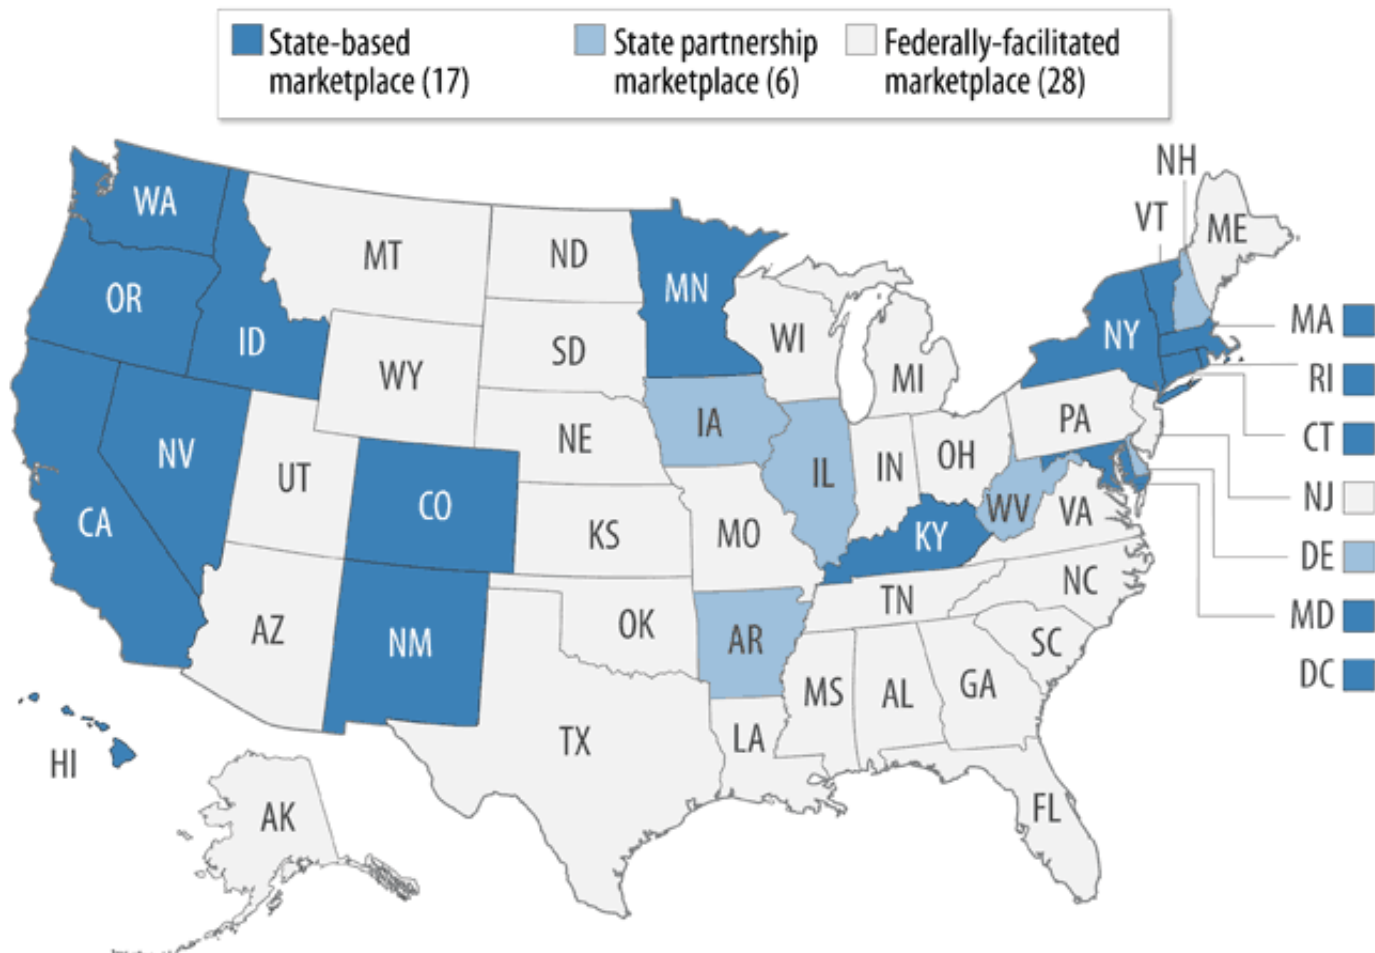 State-based
marketplace (17)
State partnership
marketplace (6)
Federally-facilitated
marketplace (28)
NH
WA
VT
ME
MT
ND
MN
OR
MA
ID
WI
NY
SD
WY
MI
RI
PA
IA
CT
NE
NV
UT
IL
IN
OH
NJ
CO
WV
VA
CA
KS
MO
KY
DE
NC
TN
AZ
OK
AR
MD
NM
SC
DC
MS
AL
GA
TX
LA
HI
AK
FL